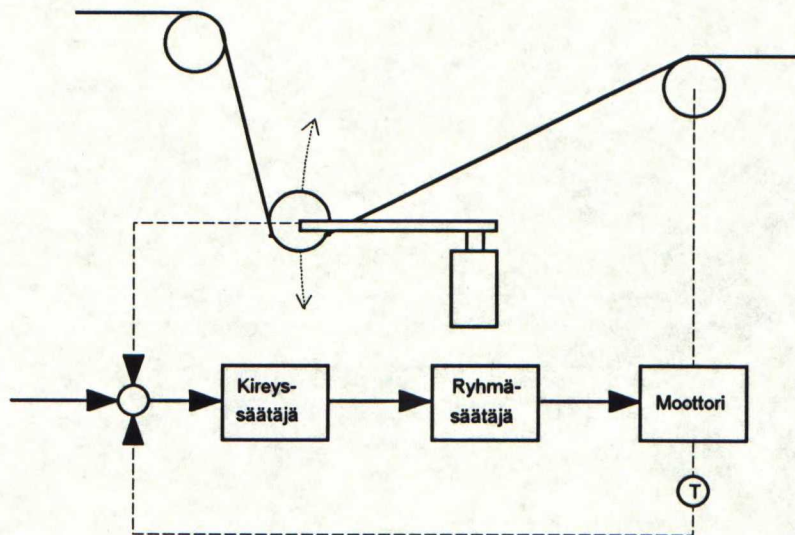 Kireys-
säätäjä
Ryhmä-
säätäjä
Moottori
T